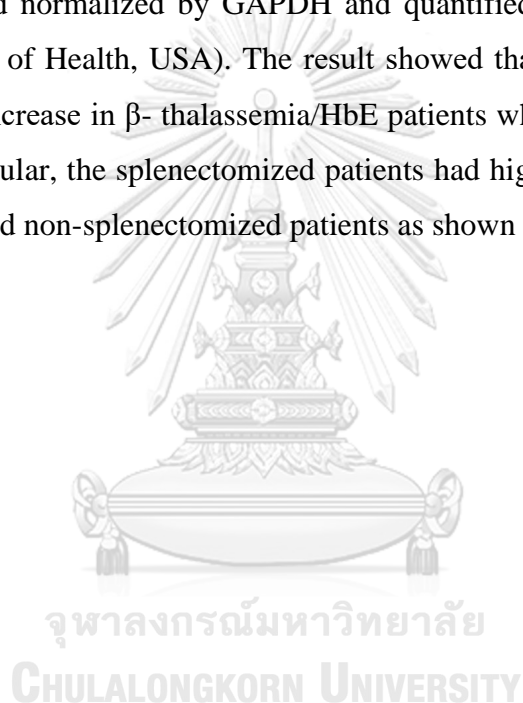 d normalized by GAPDH and quantified
of Health, USA). The result showed tha
crease in β- thalassemia/HbE patients wh
ular, the splenectomized patients had hig
d non-splenectomized patients as shown
จุฬาลงกรณ์มหาวิทยาลัย
CHULALONGKORN UNIVERSITY